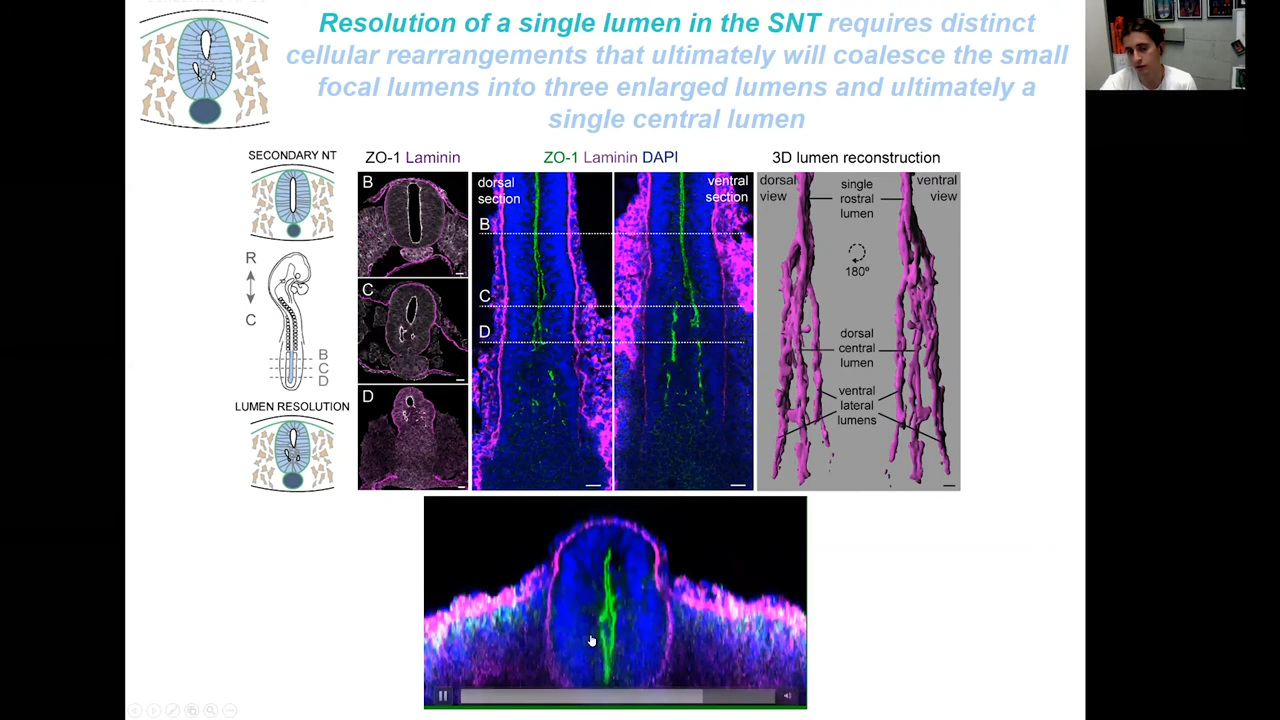 Resolution of a single lumen in the SNT requires distinct
cellular rearrangements that ultimately will coalesce the small
focal lumens into three enlarged lumens and ultimately a
single central lumen
SECONDARY NT
R
C
B
C
D
LUMEN RESOLUTION
ZO-1 Laminin
B
C
D
ZO-1 Laminin DAPI
dorsal
section
ventral
section
B
C
D
3D lumen reconstruction
dorsal
view
single
rostral
lumen
ventral
view
180º
dorsal
central
lumen
ventral
lateral
lumens